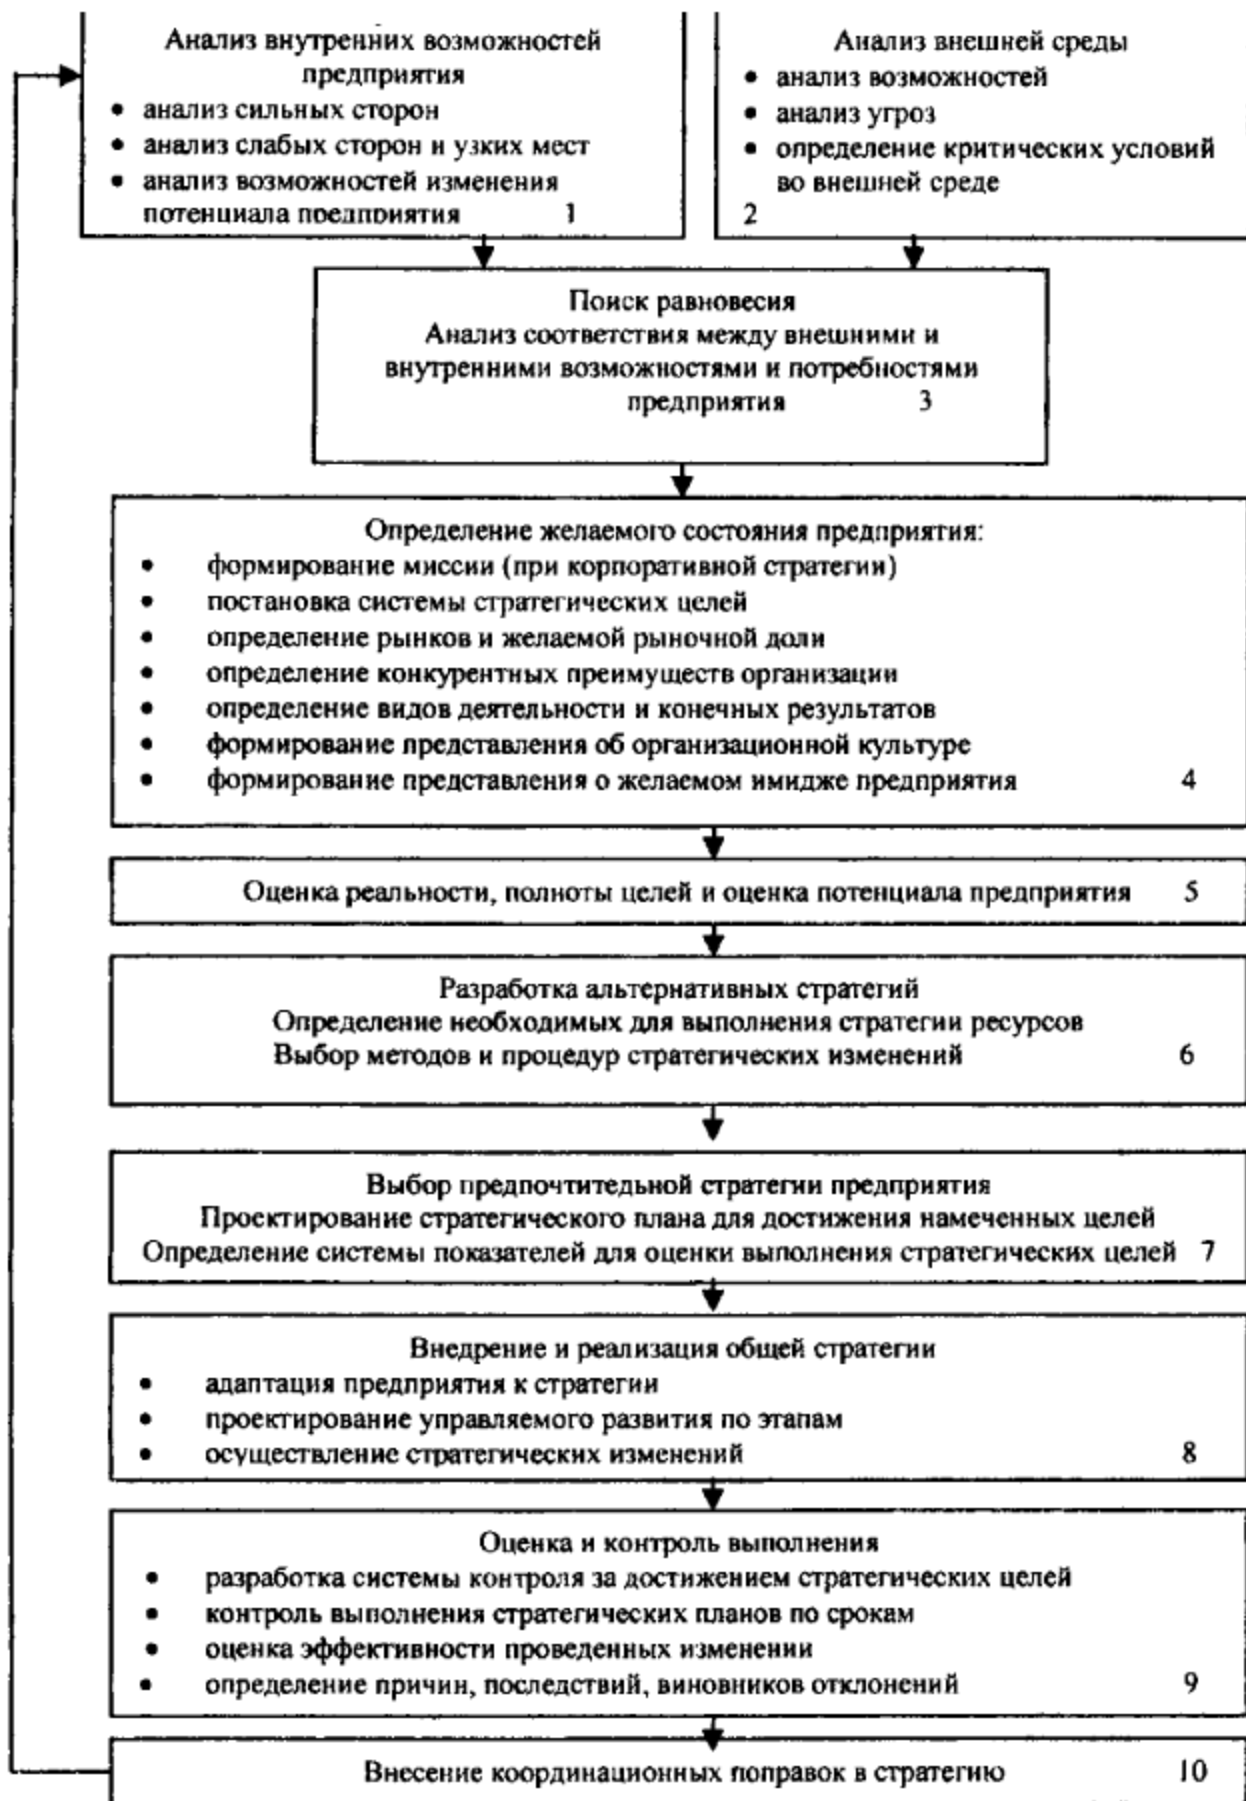 Анализ внутренних возможностей
предприятия
• анализ сильных сторон
• анализ слабых сторон и узких мест
• анализ возможностей изменения
потенциала предприятия 1
Анализ внешней среды
• анализ возможностей
• анализ угроз
• определение критических условий
во внешней среде
2
Поиск равновесия
Анализ соответствия между внешними и
внутренними возможностями и потребностями
предприятия 3
Определение желаемого состояния предприятия:
• формирование миссии (при корпоративной стратегии)
• постановка системы стратегических целей
• определение рынков и желаемой рыночной доли
• определение конкурентных преимуществ организации
• определение видов деятельности и конечных результатов
• формирование представления об организационной культуре
• формирование представления о желаемом имидже предприятия 4
Оценка реальности, полноты целей и оценка потенциала предприятия 5
Разработка альтернативных стратегий
Определение необходимых для выполнения стратегии ресурсов
Выбор методов и процедур стратегических изменений 6
Выбор предпочтительной стратегии предприятия
Проектирование стратегического плана для достижения намеченных целей
Определение системы показателей для оценки выполнения стратегических целей 7
Внедрение и реализация общей стратегии
• адаптация предприятия к стратегии
• проектирование управляемого развития по этапам
• осуществление стратегических изменений 8
Оценка и контроль выполнения
• разработка системы контроля за достижением стратегических целей
• контроль выполнения стратегических планов по срокам
• оценка эффективности проведенных изменении
• определение причин, последствий, виновников отклонений 9
Внесение координационных поправок в стратегию 10